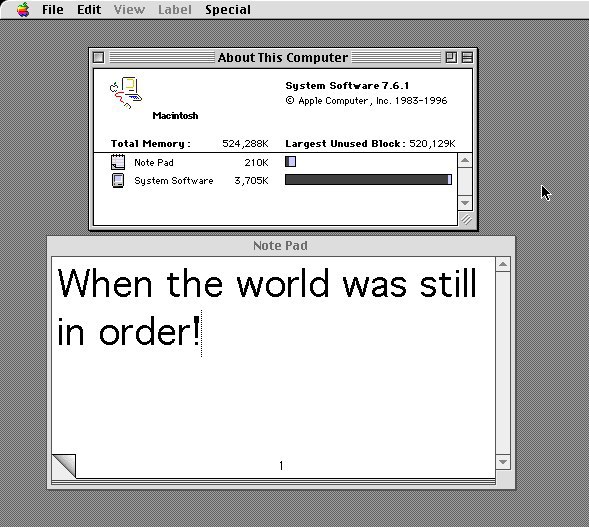 File Edit View Label Special
About This Computer
System Software 7.6.1
© Apple Computer, Inc. 1983-1996
Macintosh
Total Memory: 524,288K Largest Unused Block: 520,129K
Note Pad 210K
System Software 3,705K
Note Pad
When the world was still
in order!
1